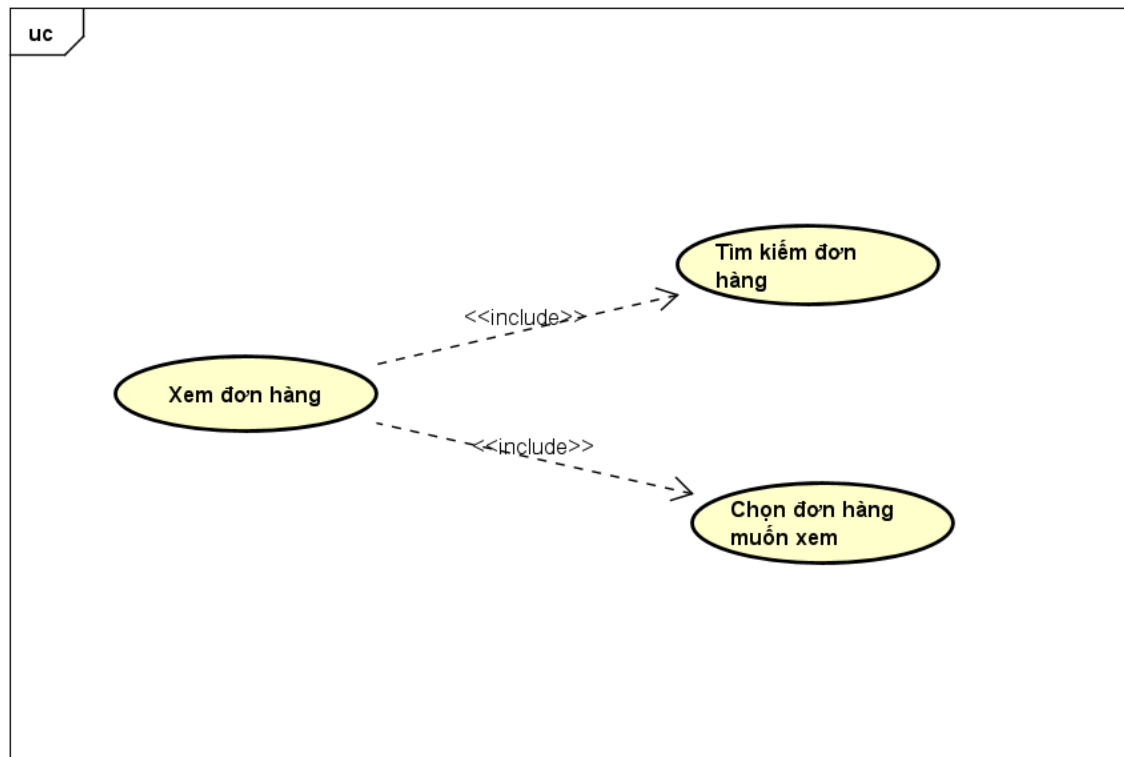 uc
Tìm kiếm đơn
hàng
<<include>>
Xem đơn hàng
<<include>>
Chọn đơn hàng
muốn xem